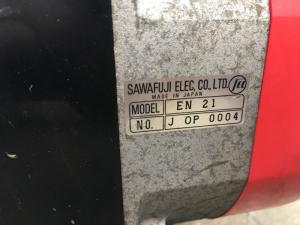 SAWAFUJI ELEC, CO., LTD.
MADE IN JAPAN
MODEL EN 21
NO. J OP 0004